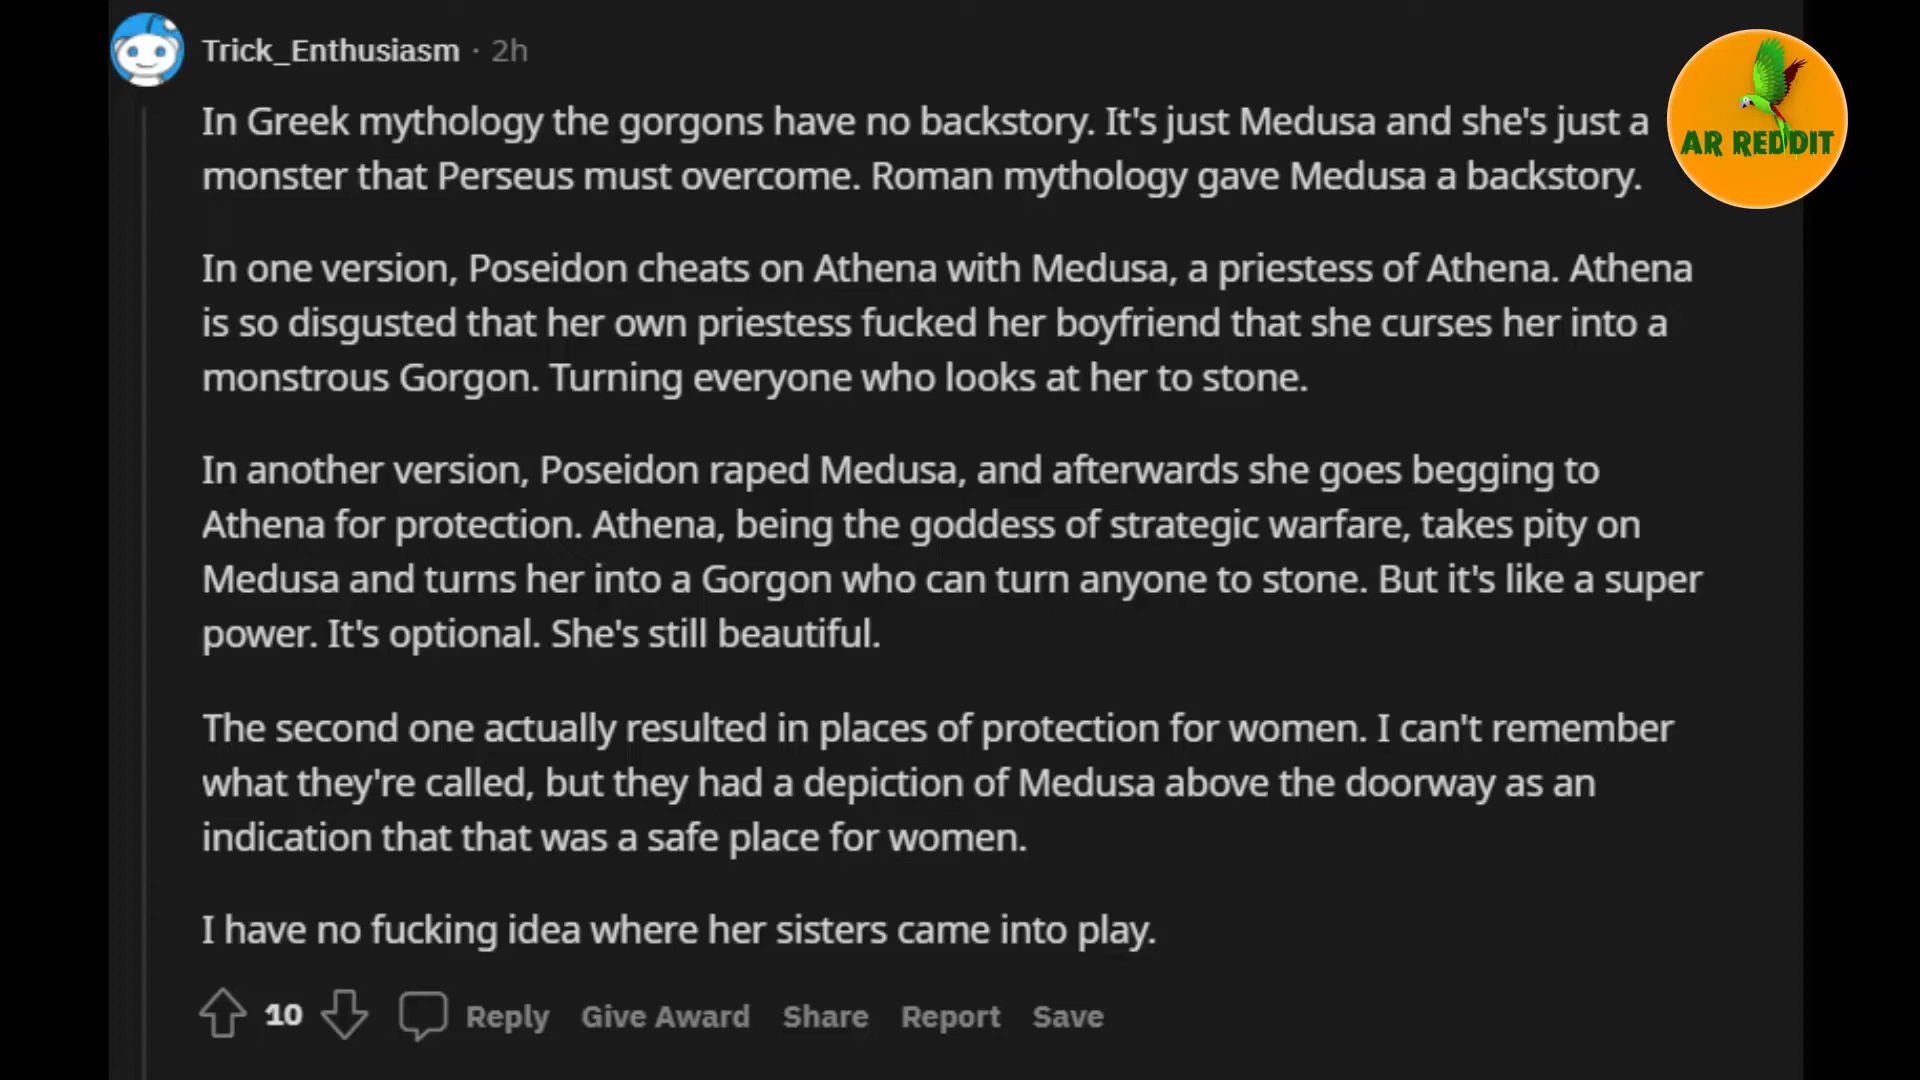 Trick_Enthusiasm · 2h
In Greek mythology the gorgons have no backstory. It's just Medusa and she's just a
monster that Perseus must overcome. Roman mythology gave Medusa a backstory.
In one version, Poseidon cheats on Athena with Medusa, a priestess of Athena. Athena
is so disgusted that her own priestess fucked her boyfriend that she curses her into a
monstrous Gorgon. Turning everyone who looks at her to stone.
In another version, Poseidon raped Medusa, and afterwards she goes begging to
Athena for protection. Athena, being the goddess of strategic warfare, takes pity on
Medusa and turns her into a Gorgon who can turn anyone to stone. But it's like a super
power. It's optional. She's still beautiful.
The second one actually resulted in places of protection for women. I can't remember
what they're called, but they had a depiction of Medusa above the doorway as an
indication that that was a safe place for women.
I have no fucking idea where her sisters came into play.
10 Reply Give Award Share Report Save
AR REDDIT